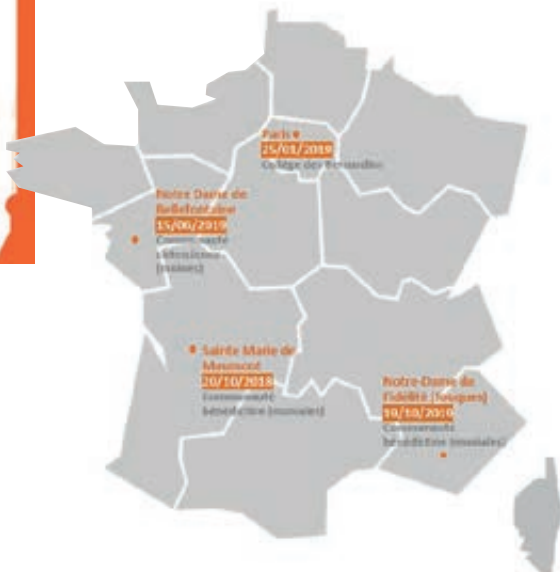 Paris
25/01/2019
Collège des Bernardins
Notre Dame de
Bellefontaine
15/06/2019
Communauté
cistercienne
(moines)
Sainte Marie de
Maumont
20/10/2018
Communauté
bénédictine (moniales)
Notre-Dame de
Fidélité (Jouques)
19/10/2019
Communauté
bénédictine (moniales)